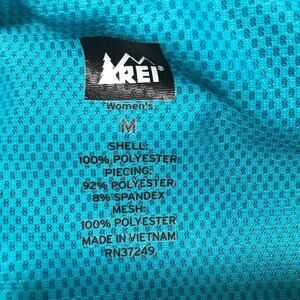 REI®
Women's
M
SHELL:
100% POLYESTER
PIECING:
92% POLYESTER
8% SPANDEX
MESH:
100% POLYESTER
MADE IN VIETNAM
RN37249